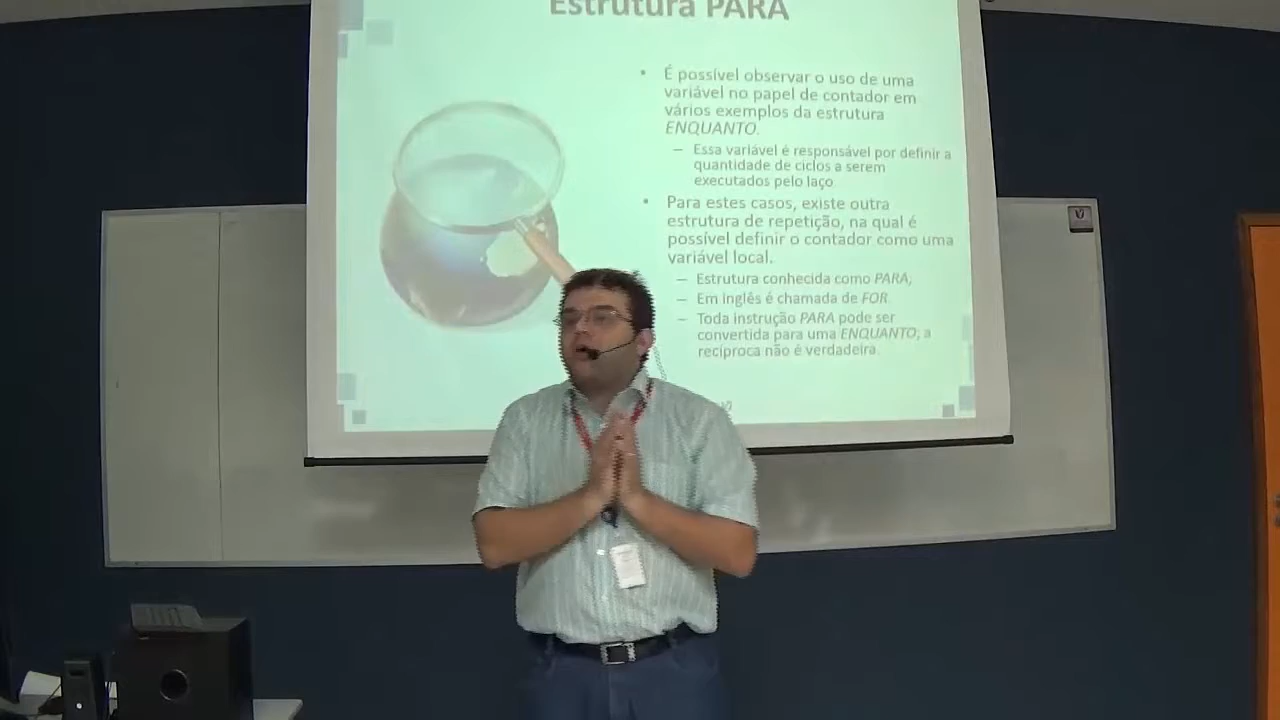 Estrutura PARA
• É possível observar o uso de uma
variável no papel de contador em
vários exemplos da estrutura
ENQUANTO.
– Essa variável é responsável por definir a
quantidade de ciclos a serem
executados pelo laço.
• Para estes casos, existe outra
estrutura de repetição, na qual é
possível definir o contador como uma
variável local.
– Estrutura conhecida como PARA;
– Em inglês é chamada de FOR.
– Toda instrução PARA pode ser
convertida para uma ENQUANTO, a
recíproca não é verdadeira.